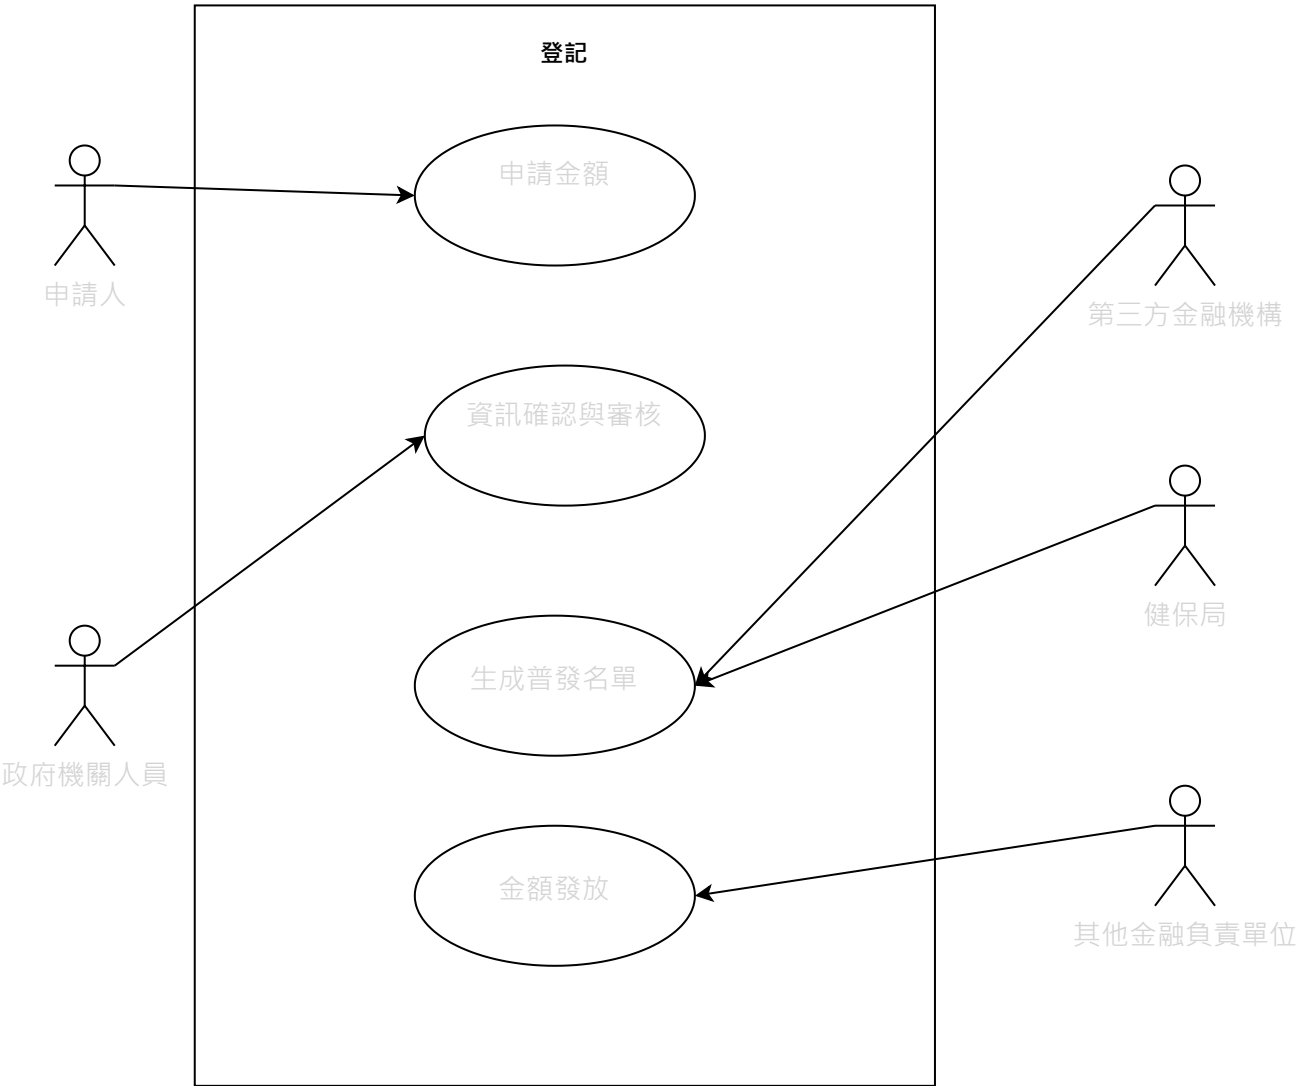 登記
申請金額
申請人
第三方金融機構
資訊確認與審核
健保局
生成普發名單
政府機關人員
金額發放
其他金融負責單位